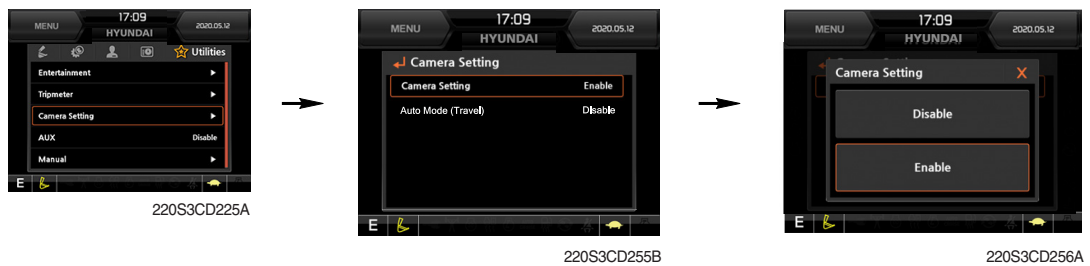 MENU 17:09 2020.05.12
HYUNDAI
Utilities
Entertainment
Tripmeter
Camera Setting
AUX Disable
Manual
E
220S3CD225A
MENU 17:09 2020.05.12
HYUNDAI
Camera Setting
Camera Setting Enable
Auto Mode (Travel) Disable
E
220S3CD255B
MENU 17:09 2020.05.12
HYUNDAI
Camera Setting X
Disable
Enable
E
220S3CD256A